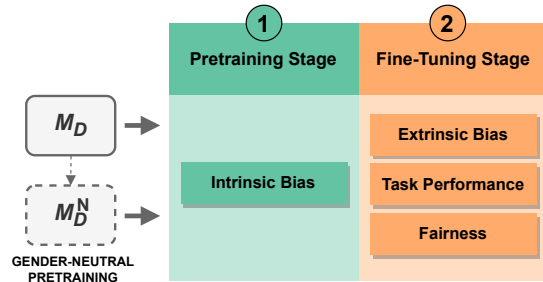 1
2
Pretraining Stage
Fine-Tuning Stage
M_D
Extrinsic Bias
Intrinsic Bias
Task Performance
M_D^N
Fairness
GENDER-NEUTRAL
PRETRAINING